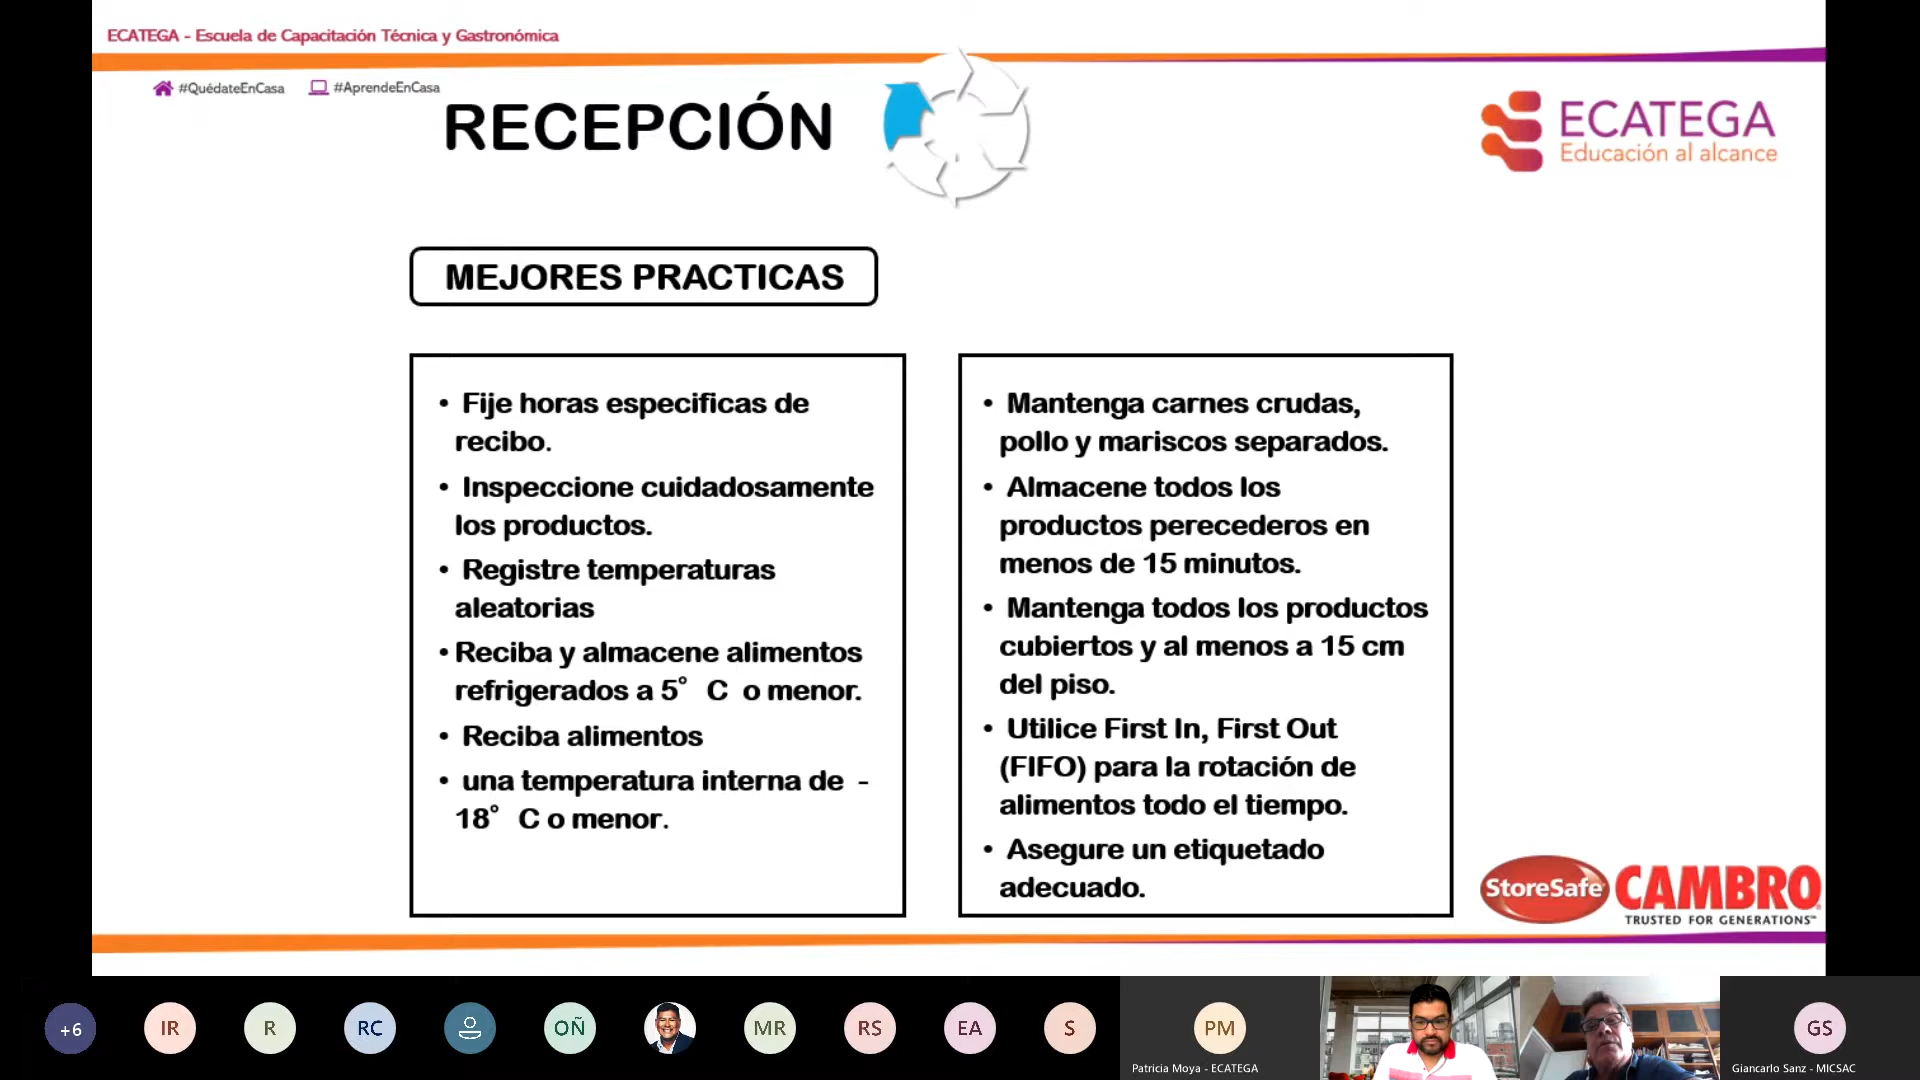 ECATEGA - Escuela de Capacitación Técnica y Gastronómica
#QuédateEnCasa
#AprendeEnCasa
RECEPCIÓN
ECATEGA
Educación al alcance
MEJORES PRACTICAS
• Fije horas especificas de
recibo.
• Inspeccione cuidadosamente
los productos.
• Registre temperaturas
aleatorias
• Reciba y almacene alimentos
refrigerados a 5° C o menor.
• Reciba alimentos
• una temperatura interna de -
18° C o menor.
• Mantenga carnes crudas,
pollo y mariscos separados.
• Almacene todos los
productos perecederos en
menos de 15 minutos.
• Mantenga todos los productos
cubiertos y al menos a 15 cm
del piso.
• Utilice First In, First Out
(FIFO) para la rotación de
alimentos todo el tiempo.
• Asegure un etiquetado
adecuado.
StoreSafe
CAMBRO
TRUSTED FOR GENERATIONS™
+6
IR
R
RC
OÑ
MR
RS
EA
S
PM
Patricia Moya - ECATEGA
GS
Giancarlo Sanz - MICSAC